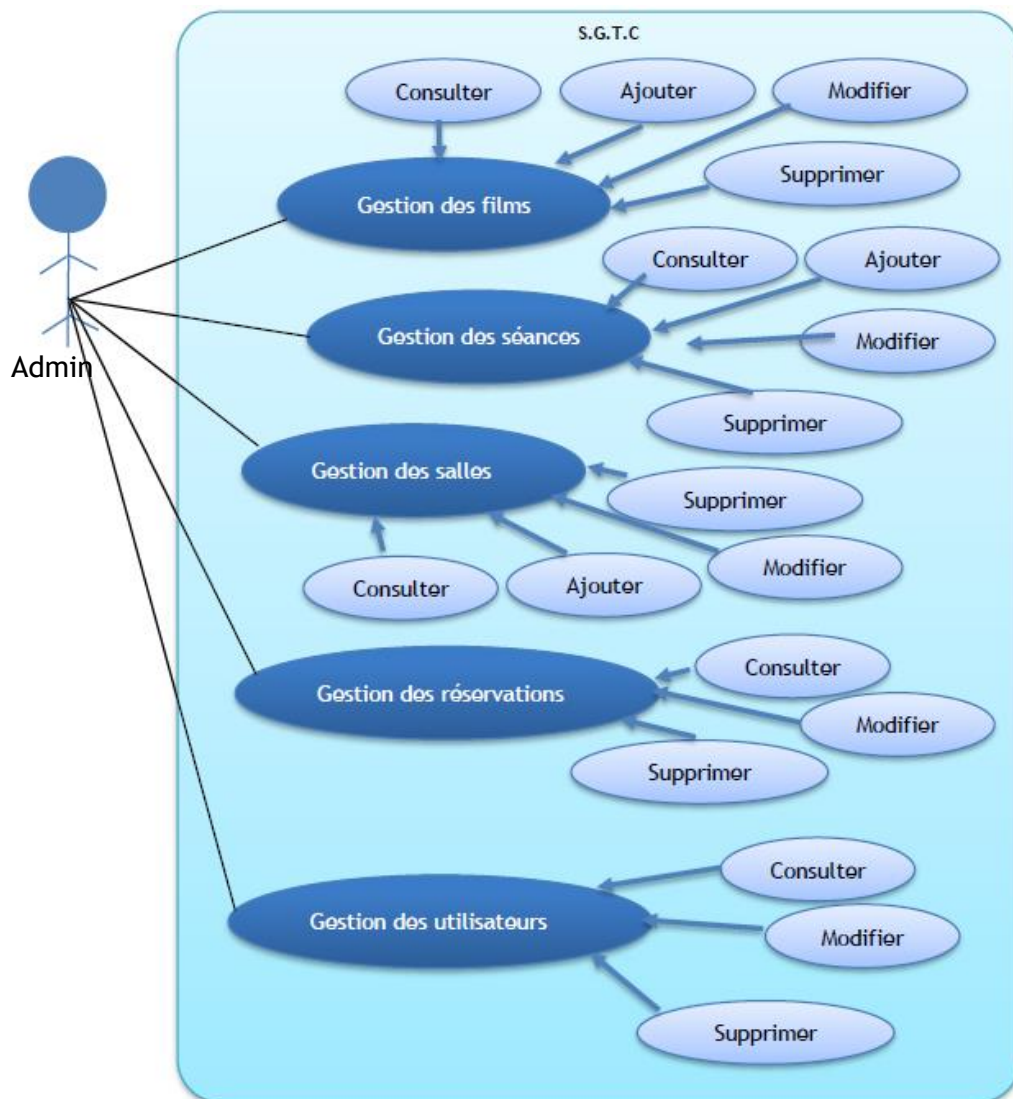 S.G.T.C
Consulter
Ajouter
Modifier
Supprimer
Gestion des films
Consulter
Ajouter
Gestion des séances
Modifier
Admin
Supprimer
Gestion des salles
Supprimer
Modifier
Consulter
Ajouter
Consulter
Gestion des réservations
Modifier
Supprimer
Consulter
Gestion des utilisateurs
Modifier
Supprimer